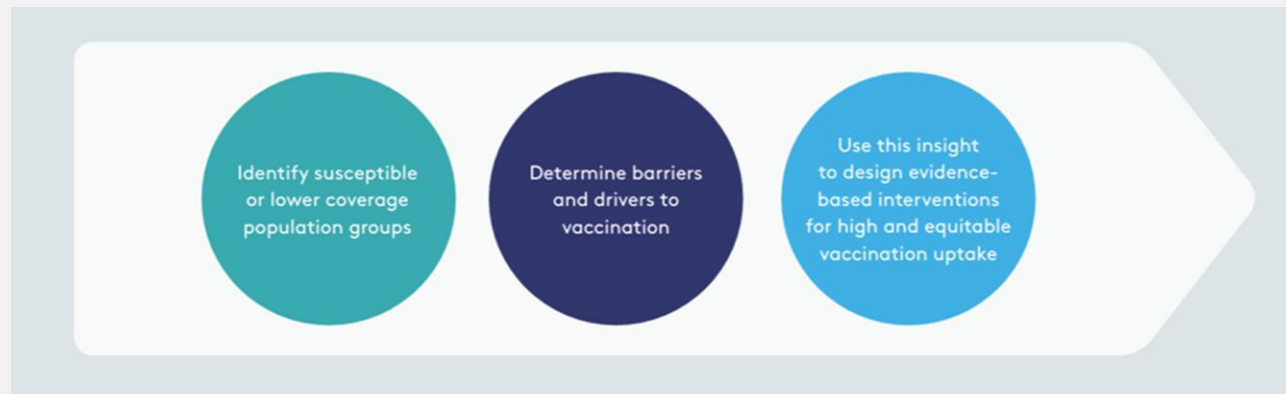 Identify susceptible
or lower coverage
population groups
Determine barriers
and drivers to
vaccination
Use this insight
to design evidence-
based interventions
for high and equitable
vaccination uptake